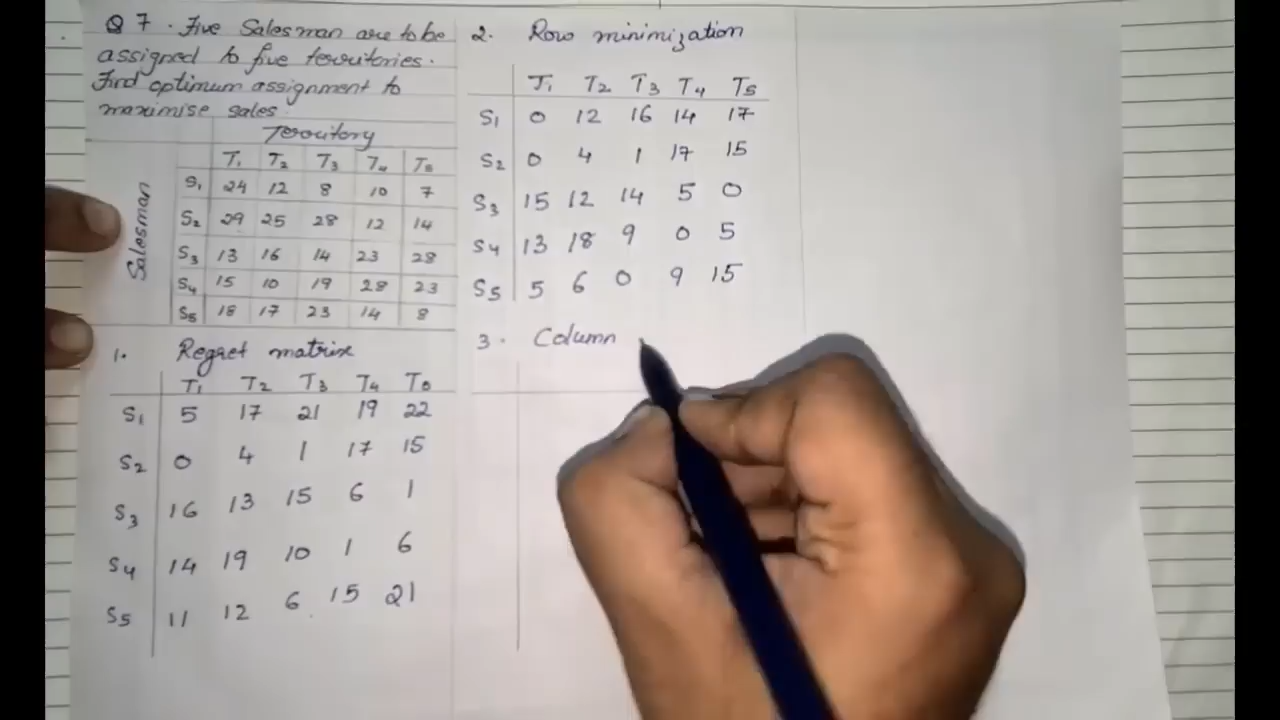 Q 7. Five Salesman are to be
assigned to five territories.
Find optimum assignment to
maximise sales.
Territory
T1 T2 T3 T4 T5
Salesman
S1 24 12 8 10 7
S2 29 25 28 12 14
S3 13 16 14 23 28
S4 15 10 19 28 23
S5 18 17 23 14 8
1. Regret matrix
T1 T2 T3 T4 T5
S1 5 17 21 19 22
S2 0 4 1 17 15
S3 16 13 15 6 1
S4 14 19 10 1 6
S5 11 12 6 15 21
2. Row minimization
T1 T2 T3 T4 T5
S1 0 12 16 14 17
S2 0 4 1 17 15
S3 15 12 14 5 0
S4 13 18 9 0 5
S5 5 6 0 9 15
3. Column